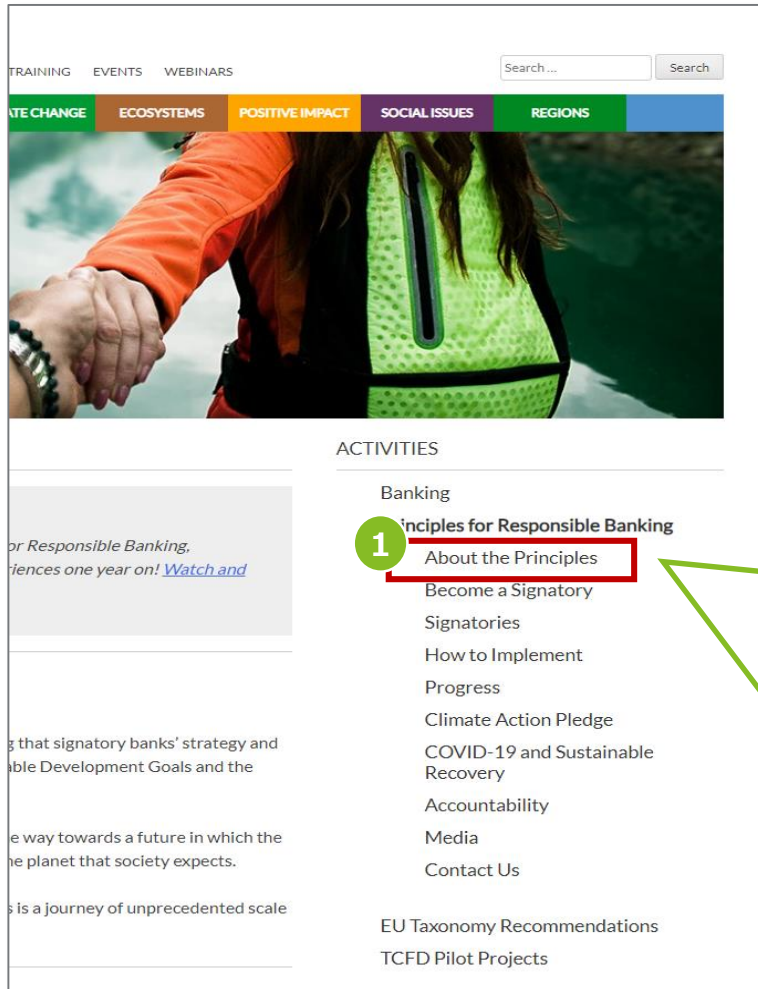 TRAINING EVENTS WEBINARS
Search ... Search
ATE CHANGE ECOSYSTEMS POSITIVE IMPACT SOCIAL ISSUES REGIONS
ACTIVITIES
Banking
inciples for Responsible Banking
1
About the Principles
Become a Signatory
Signatories
How to Implement
Progress
Climate Action Pledge
COVID-19 and Sustainable
Recovery
Accountability
Media
Contact Us
EU Taxonomy Recommendations
TCFD Pilot Projects
or Responsible Banking,
riences one year on! Watch and
g that signatory banks' strategy and
able Development Goals and the
e way towards a future in which the
he planet that society expects.
s is a journey of unprecedented scale